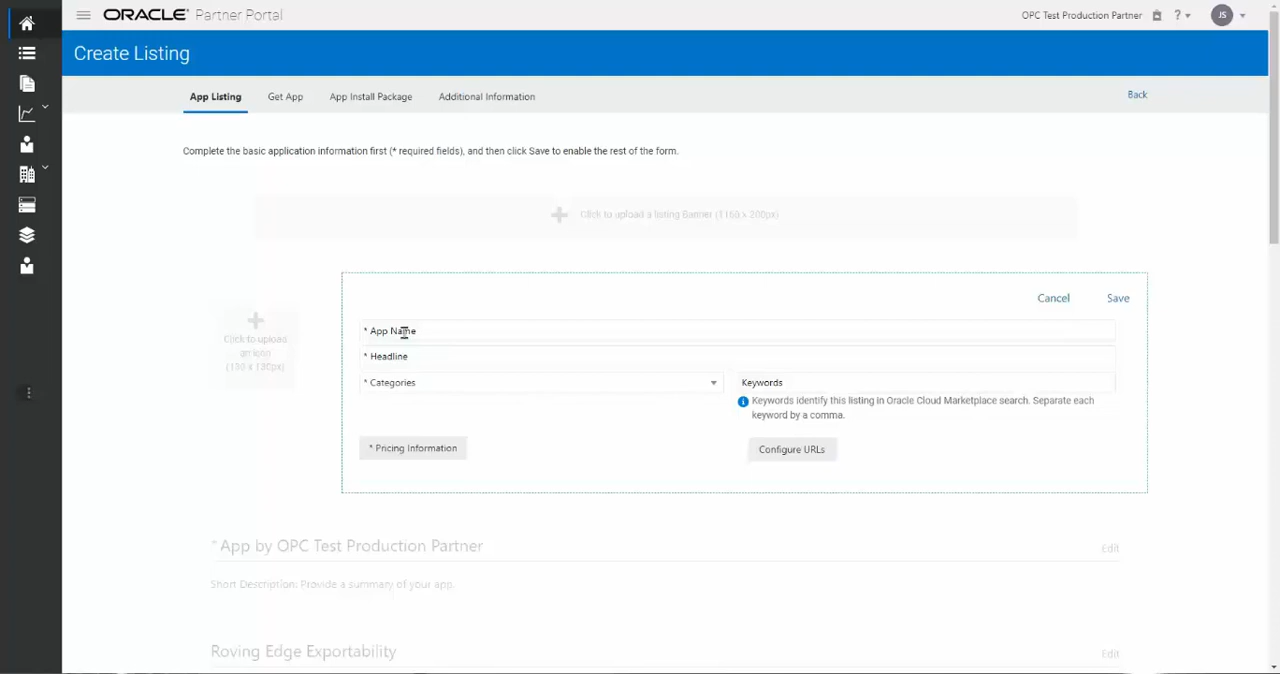 ORACLE Partner Portal
OPC Test Production Partner
?
JS
Create Listing
App Listing
Get App
App Install Package
Additional Information
Back
Complete the basic application information first (* required fields), and then click Save to enable the rest of the form.
Click to upload a listing Banner (1160 x 200px)
Cancel
Save
Click to upload
an icon
(130 x 130px)
* App Name
* Headline
* Categories
Keywords
Keywords identify this listing in Oracle Cloud Marketplace search. Separate each
keyword by a comma.
* Pricing Information
Configure URLs
* App by OPC Test Production Partner
Edit
Short Description: Provide a summary of your app.
Roving Edge Exportability
Edit